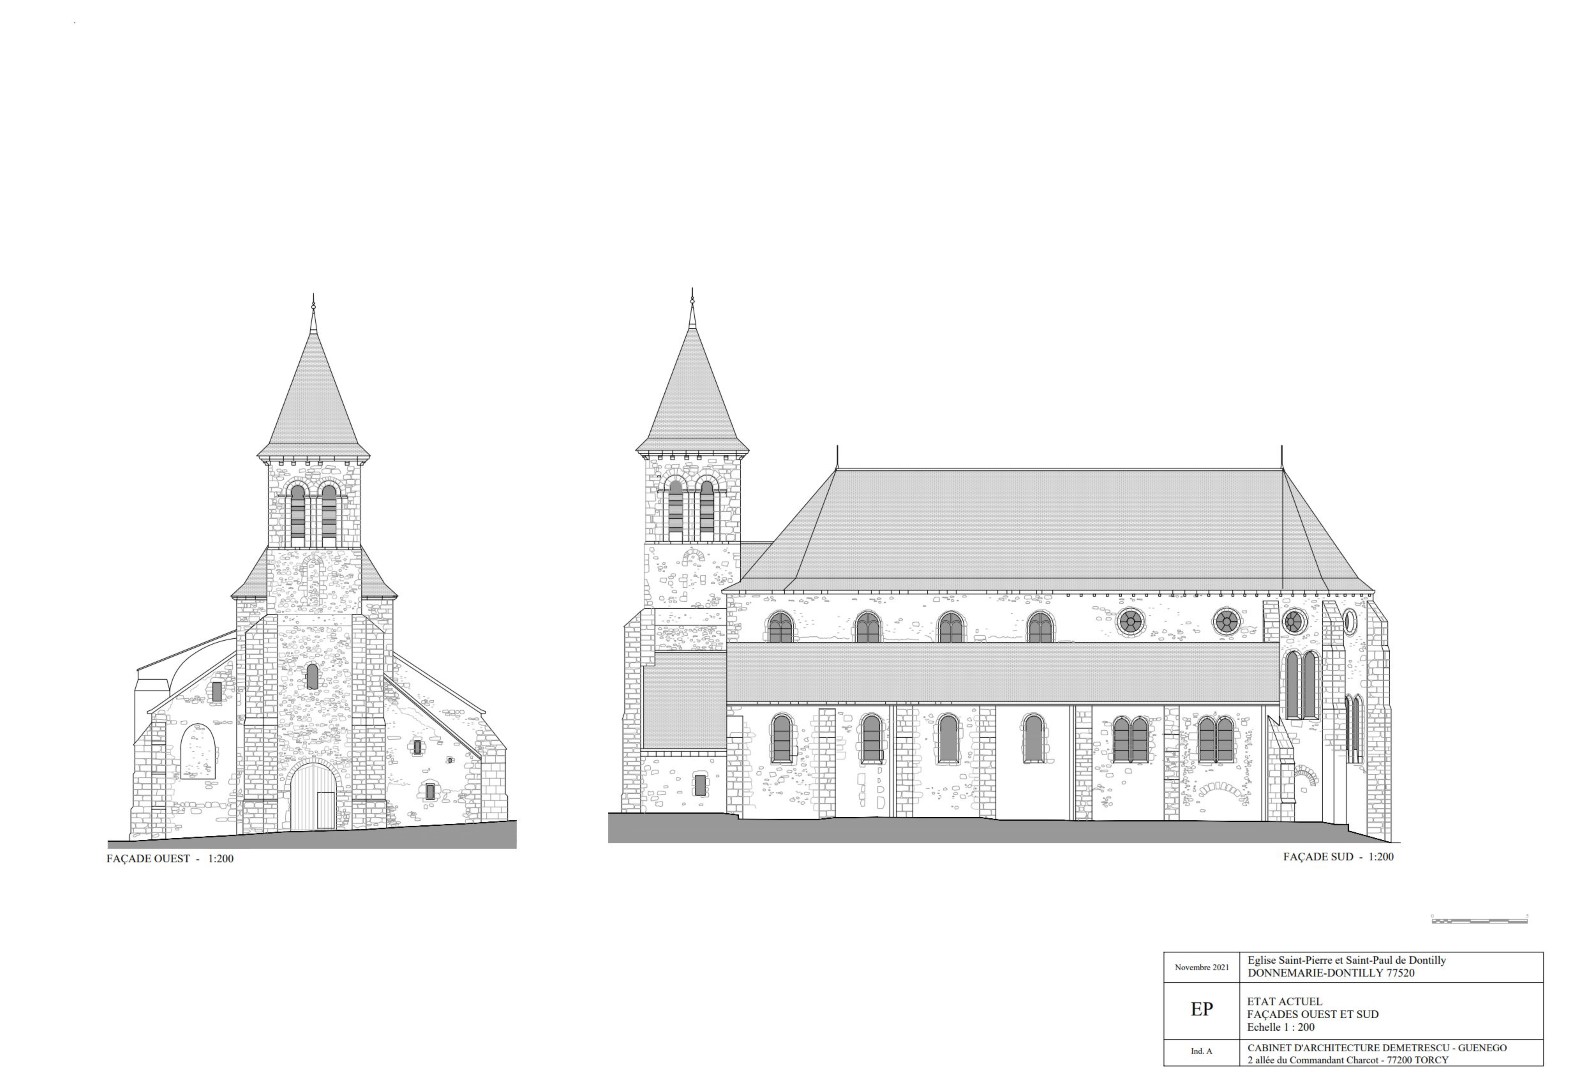 FAÇADE OUEST - 1:200
FAÇADE SUD - 1:200
Novembre 2021
Eglise Saint-Pierre et Saint-Paul de Dontilly
DONNEMARIE-DONTILLY 77520
EP
ETAT ACTUEL
FAÇADES OUEST ET SUD
Echelle 1 : 200
Ind. A
CABINET D'ARCHITECTURE DEMETRESCU - GUENEGO
2 allée du Commandant Charcot - 77200 TORCY